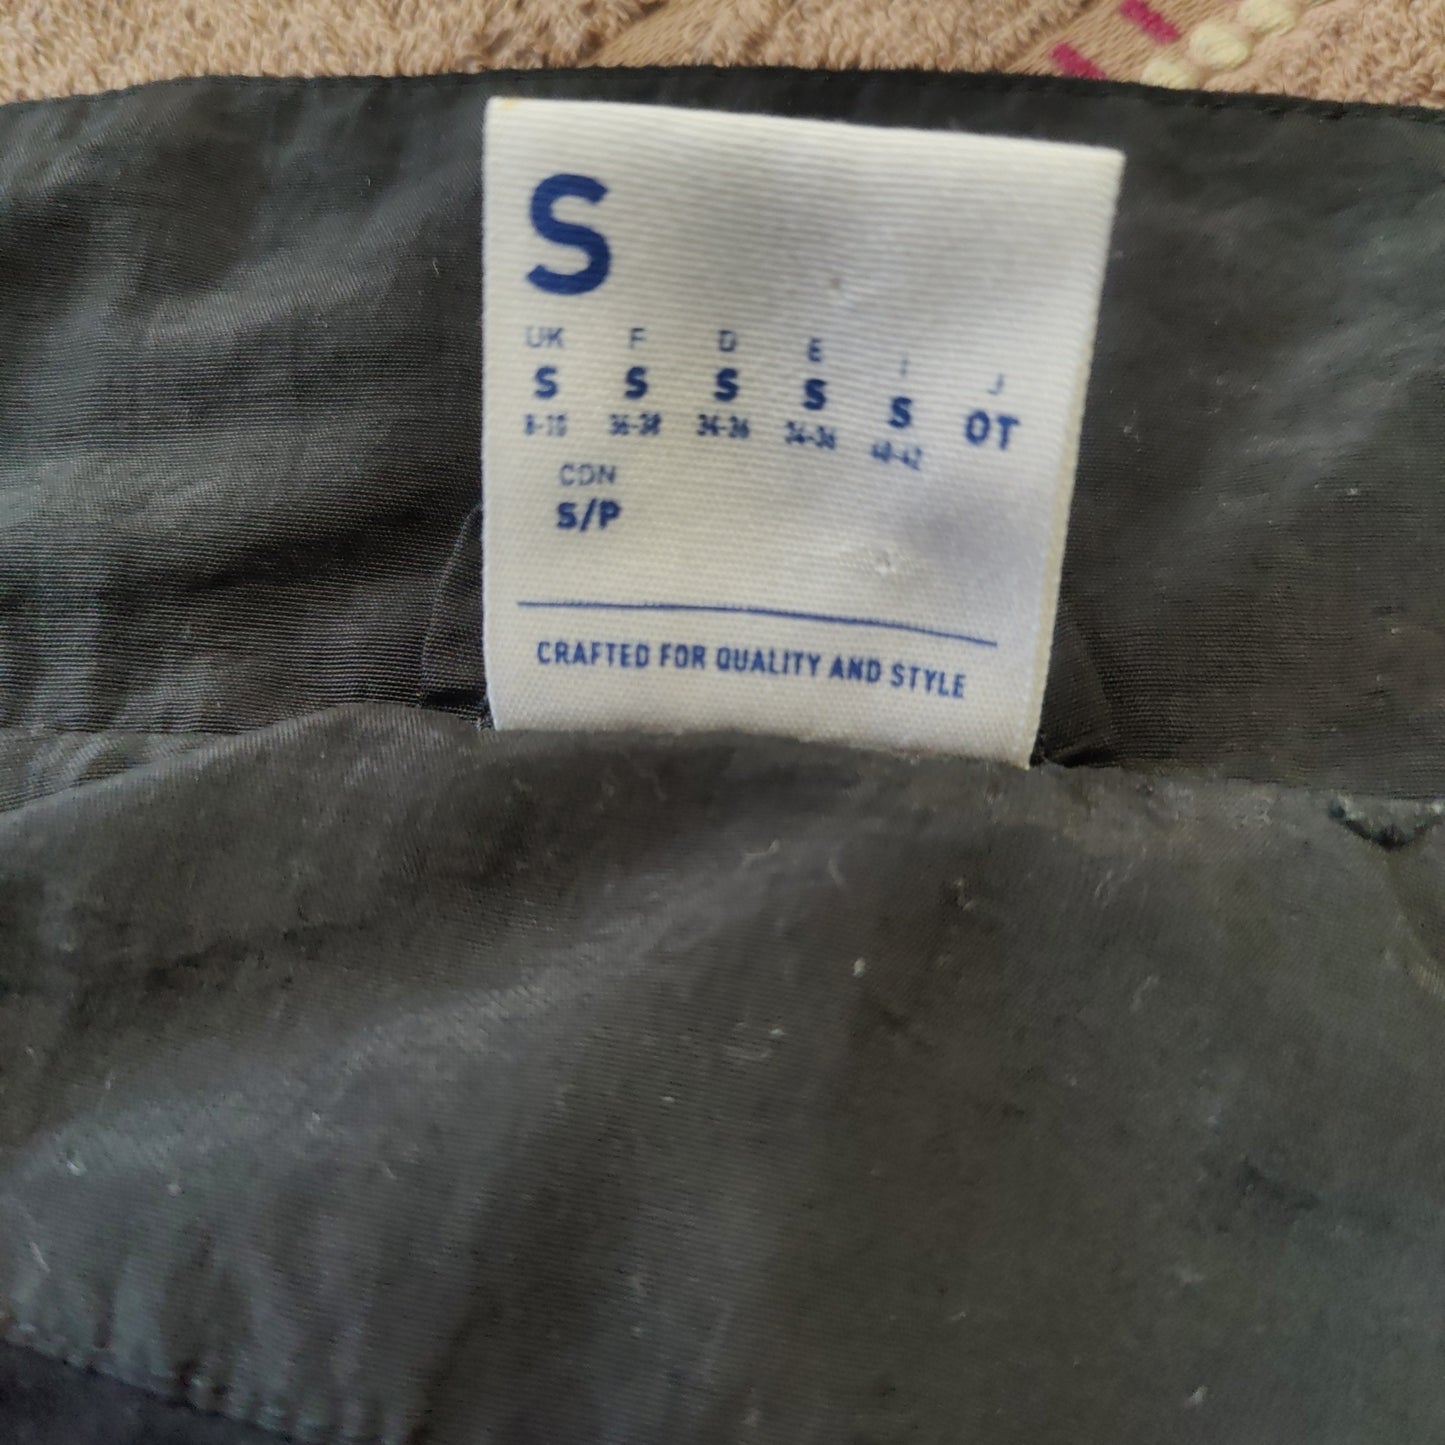 S
UK F D E I J
S S S S S OT
8-10 36-38 34-36 34-36 40-42
CDN
S/P
CRAFTED FOR QUALITY AND STYLE